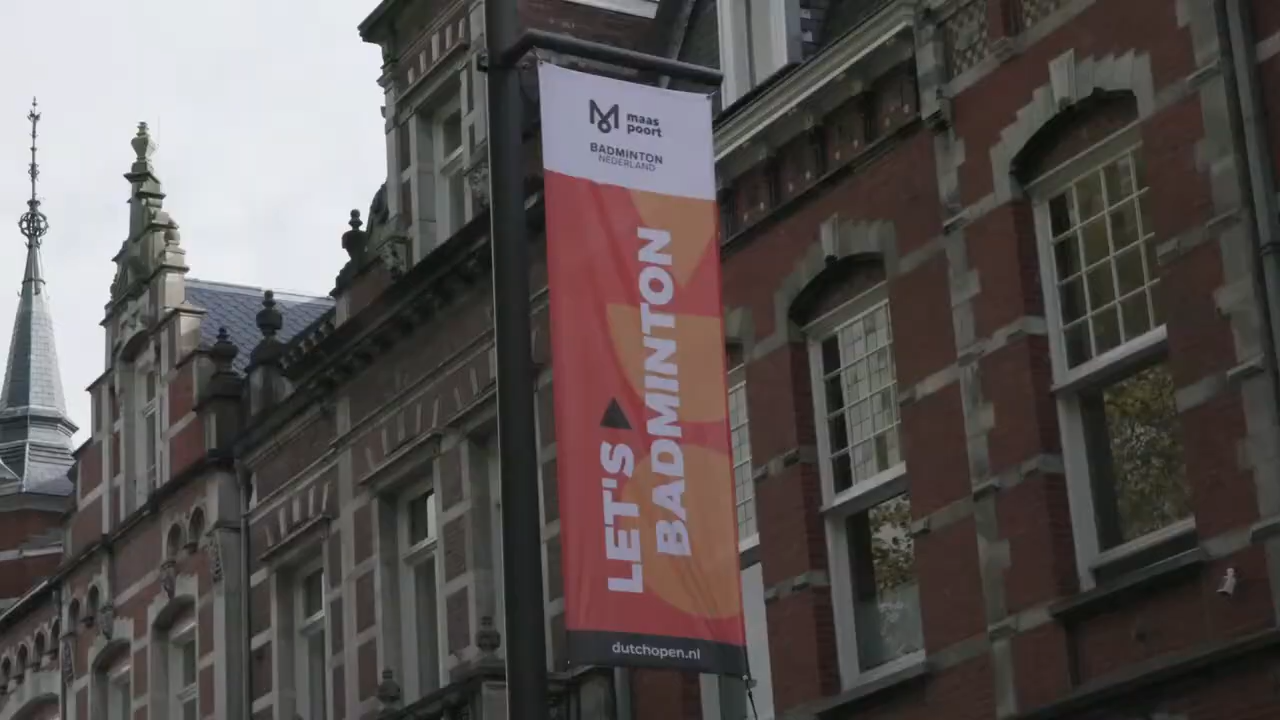 maas
poort
BADMINTON
NEDERLAND
LET'S
BADMINTON
dutchopen.nl